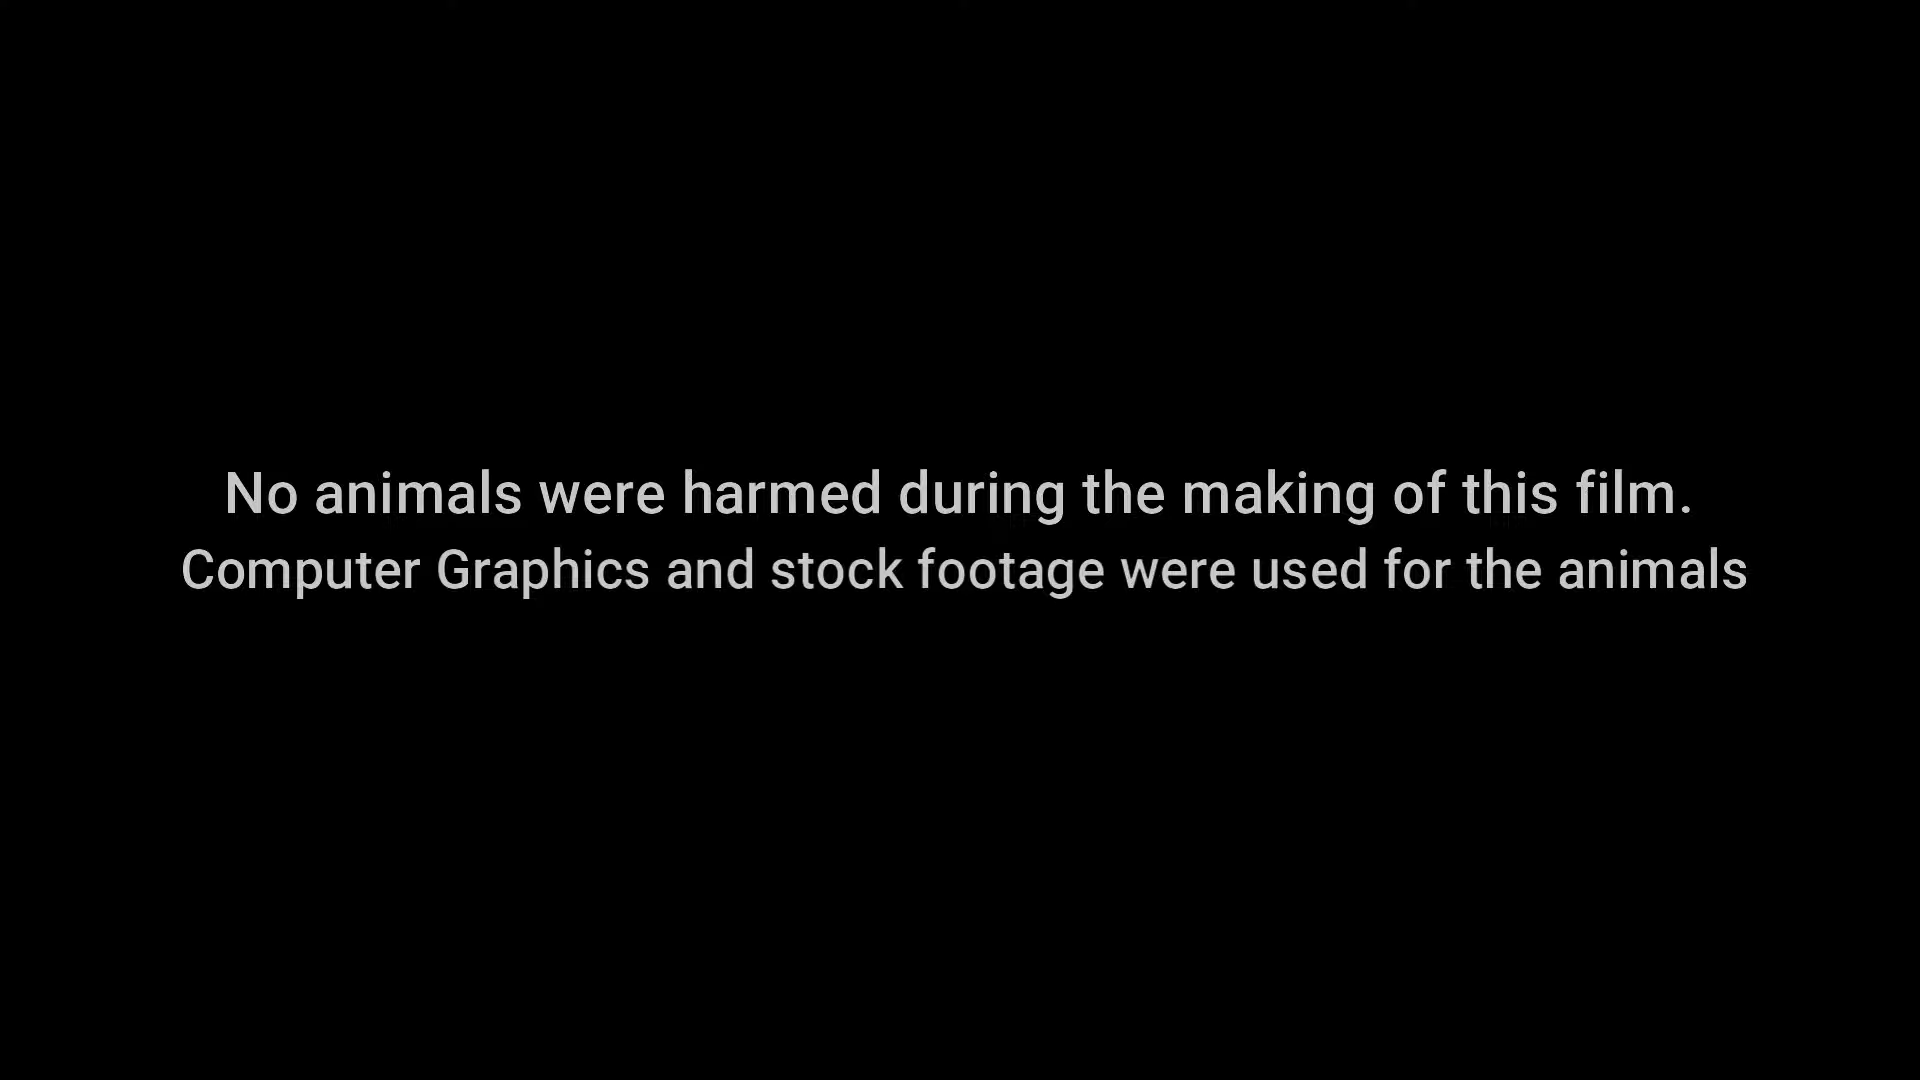 No animals were harmed during the making of this film.
Computer Graphics and stock footage were used for the animals